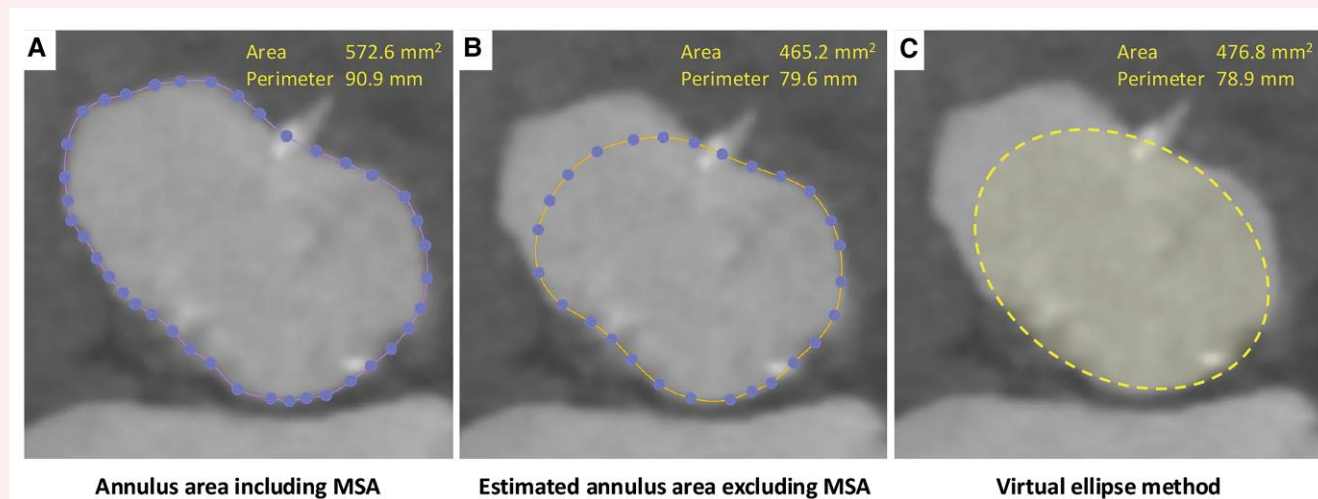 A
Area 572.6 mm²
Perimeter 90.9 mm
B
Area 465.2 mm²
Perimeter 79.6 mm
C
Area 476.8 mm²
Perimeter 78.9 mm
Annulus area including MSA
Estimated annulus area excluding MSA
Virtual ellipse method